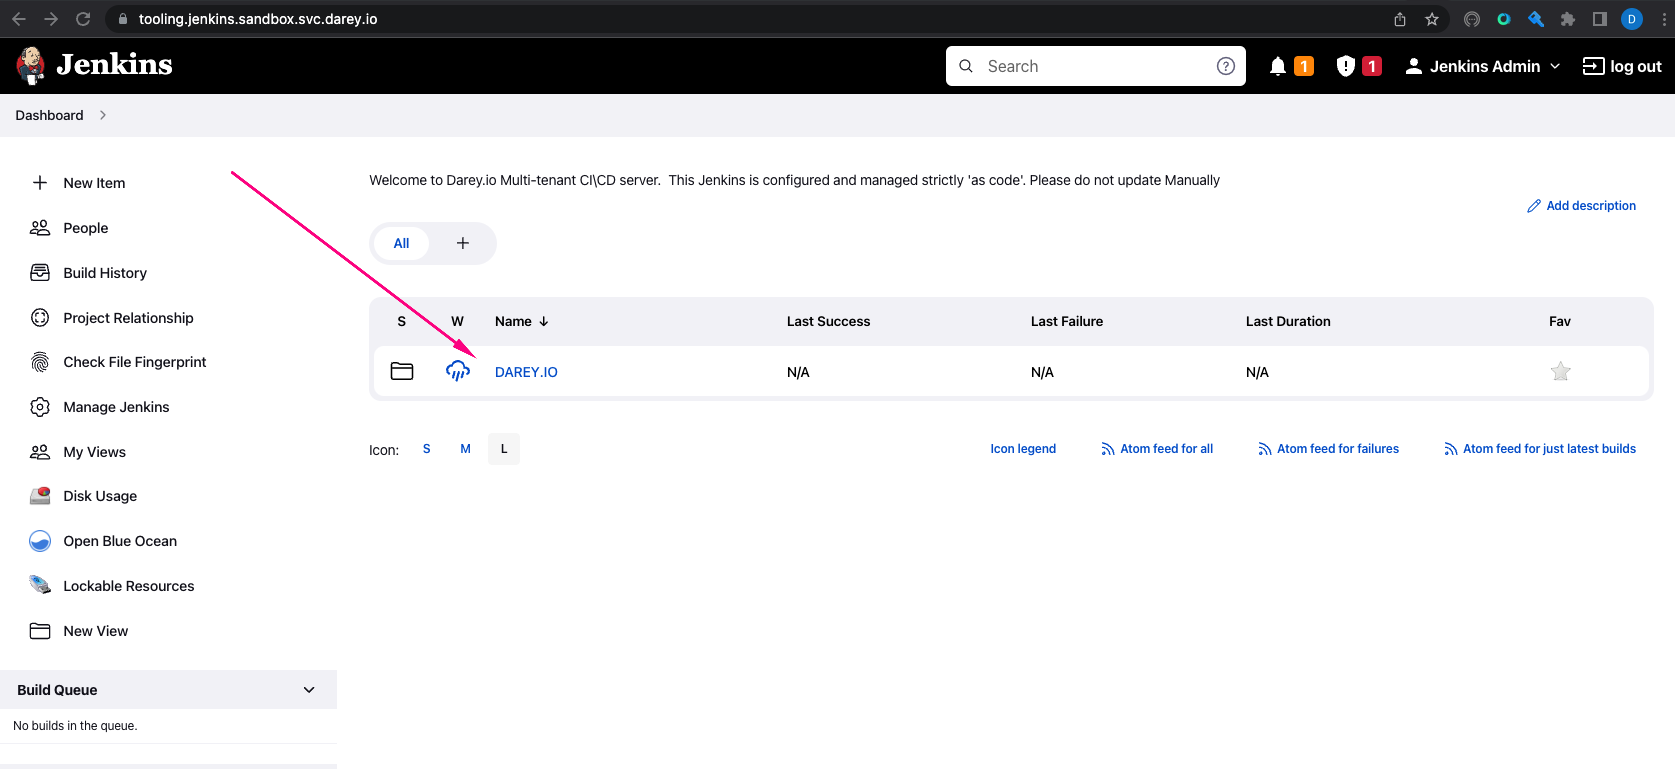 tooling.jenkins.sandbox.svc.darey.io
D
Jenkins
Search
1
1
Jenkins Admin
log out
Dashboard
New Item
People
Build History
Project Relationship
Check File Fingerprint
Manage Jenkins
My Views
Disk Usage
Open Blue Ocean
Lockable Resources
New View
Build Queue
No builds in the queue.
Welcome to Darey.io Multi-tenant CI\CD server.  This Jenkins is configured and managed strictly 'as code'. Please do not update Manually
Add description
All +
S W Name ↓ Last Success Last Failure Last Duration Fav
DAREY.IO N/A N/A N/A
Icon: S M L
Icon legend Atom feed for all Atom feed for failures Atom feed for just latest builds